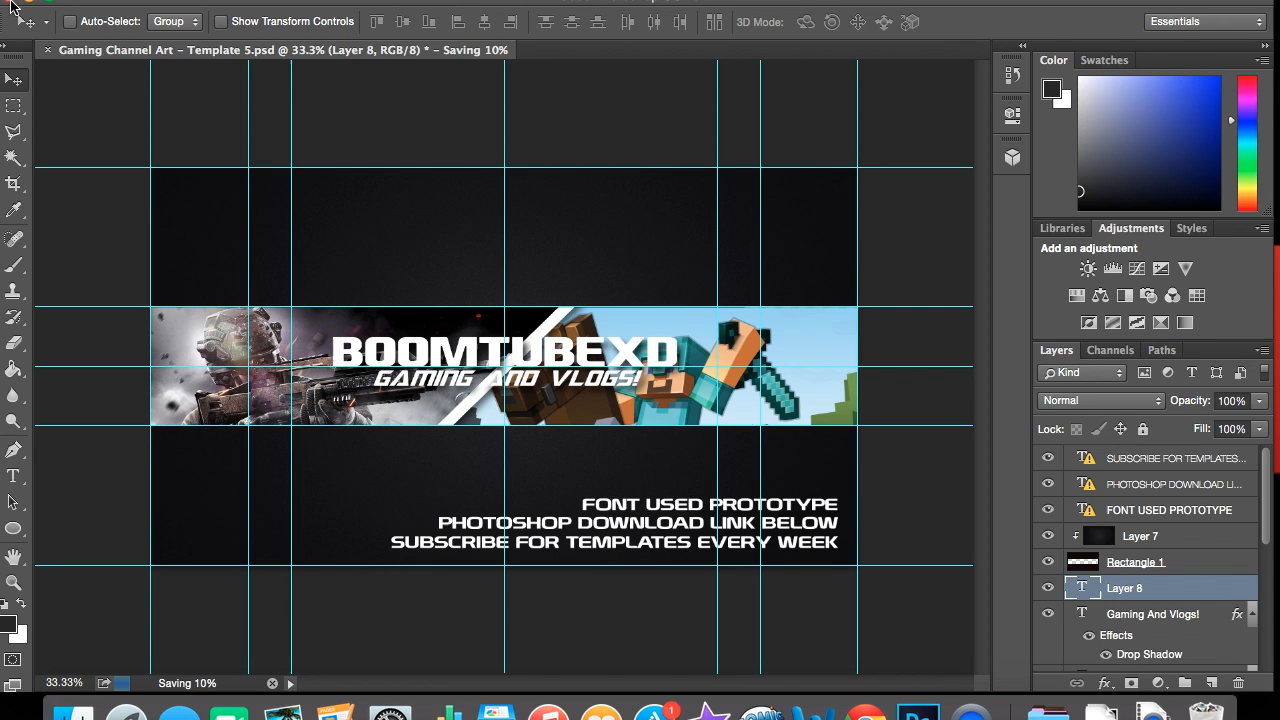 Auto-Select:
Group
Show Transform Controls
3D Mode:
Essentials
Gaming Channel Art - Template 5.psd @ 33.3% (Layer 8, RGB/8) * - Saving 10%
Color
Swatches
BOOMTUBEXD
GAMING AND VLOGS!
FONT USED PROTOTYPE
PHOTOSHOP DOWNLOAD LINK BELOW
SUBSCRIBE FOR TEMPLATES EVERY WEEK
Libraries
Adjustments
Styles
Add an adjustment
Layers
Channels
Paths
Kind
Normal
Opacity: 100%
Lock:
Fill: 100%
SUBSCRIBE FOR TEMPLATES...
PHOTOSHOP DOWNLOAD LI...
FONT USED PROTOTYPE
Layer 7
Rectangle 1
Layer 8
Gaming And Vlogs!
fx
Effects
Drop Shadow
fx
33.33%
Saving 10%
1
Ps